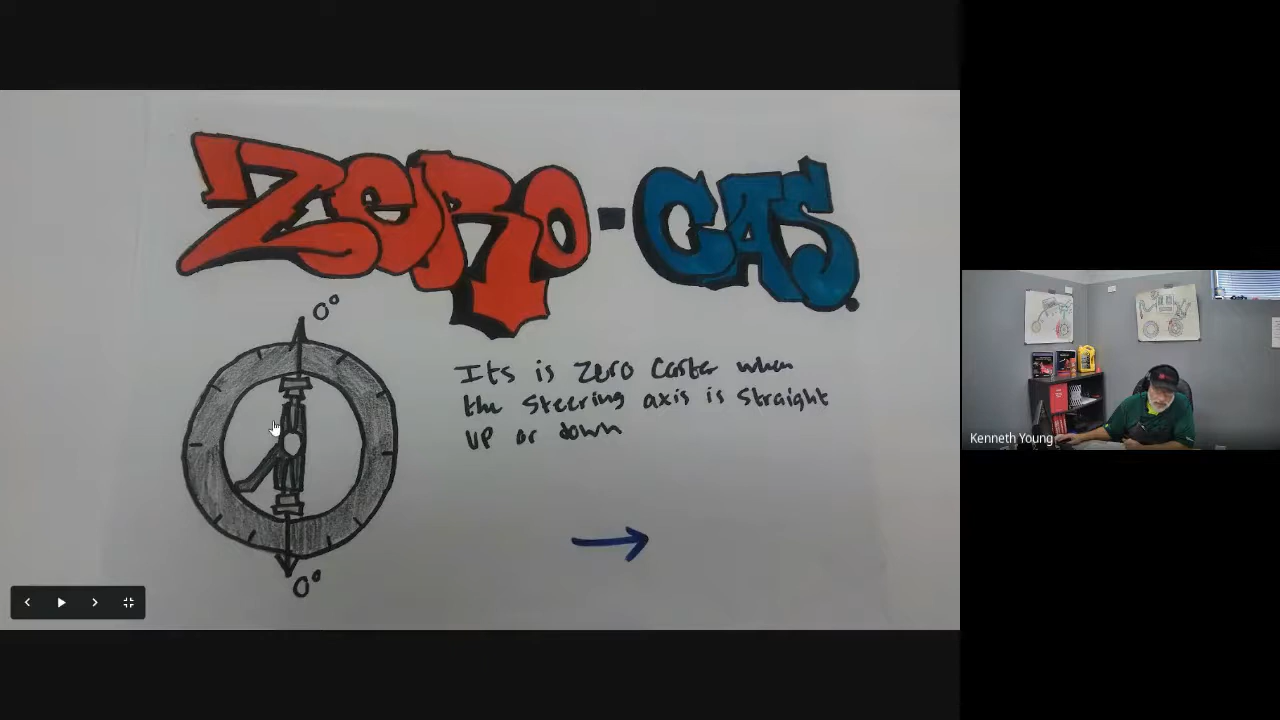 ZERO-CAS.
0°
Its is Zero Caster when
the steering axis is straight
up or down
0°
Kenneth Young